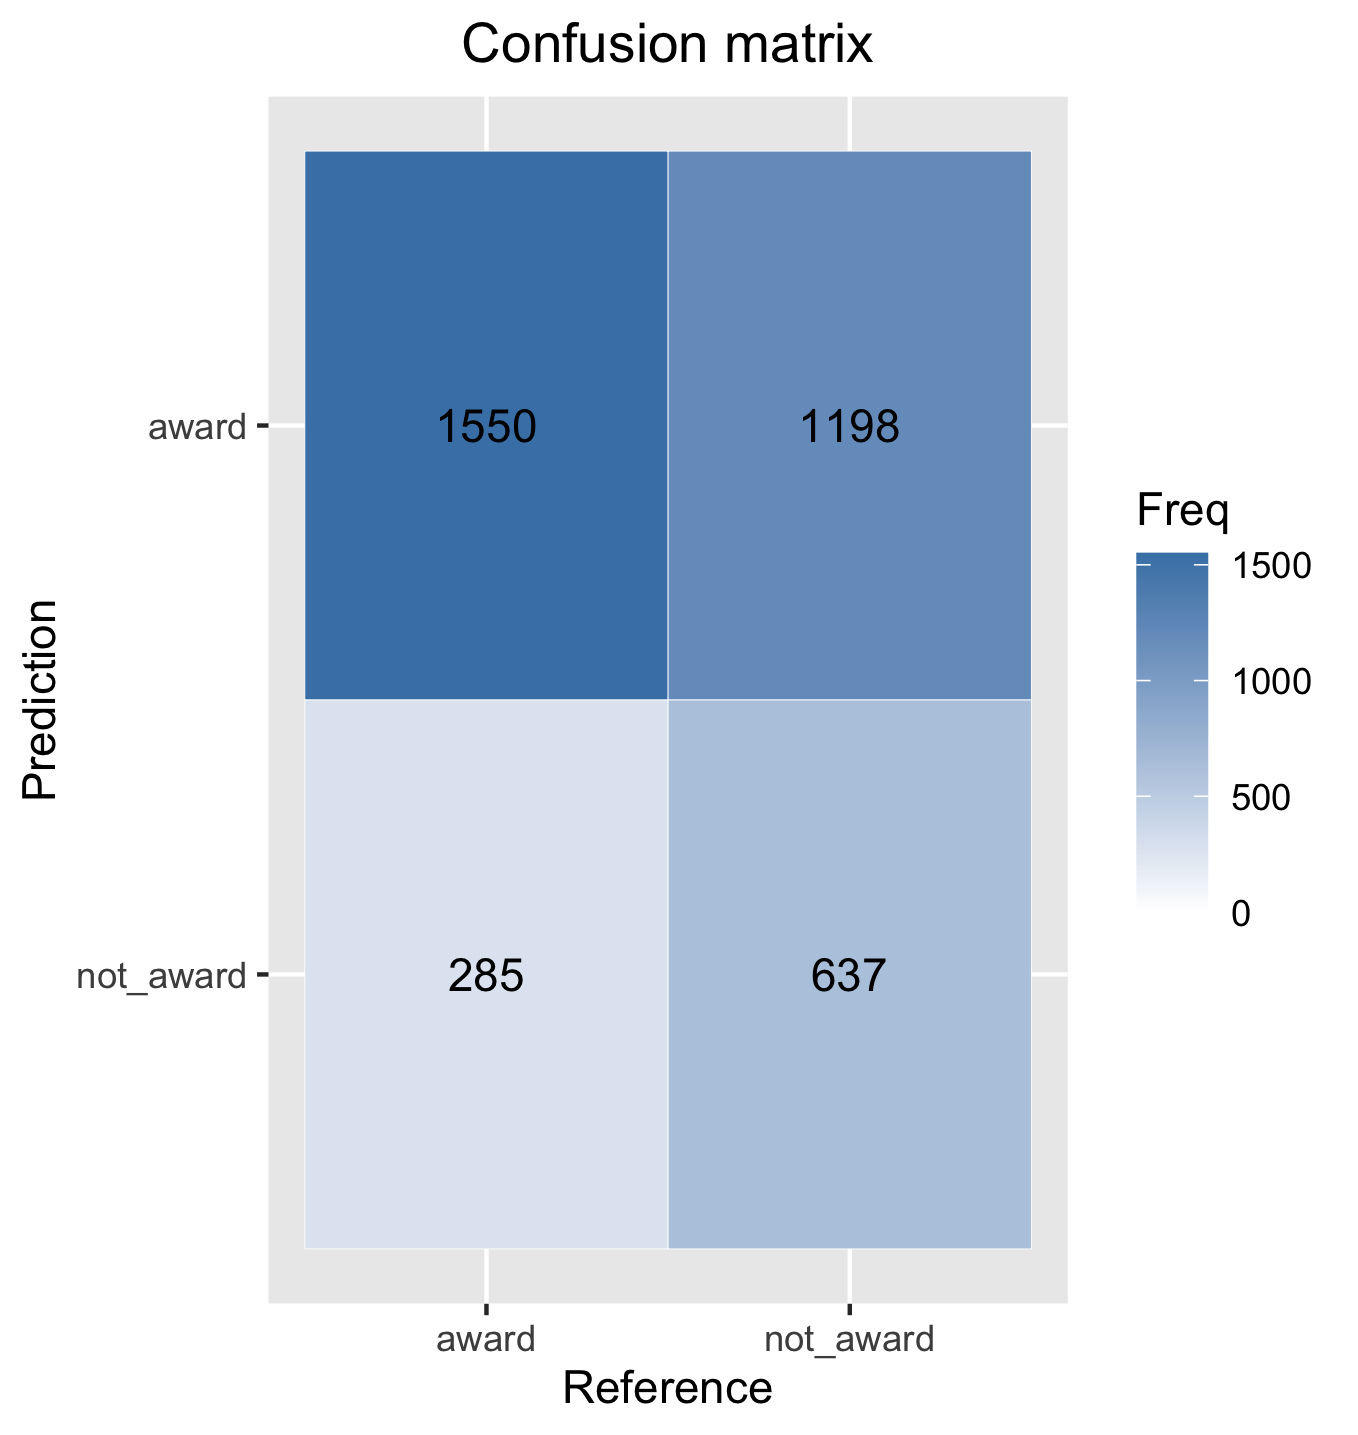 Confusion matrix
Prediction
award
not_award
1550
1198
285
637
award
not_award
Reference
Freq
1500
1000
500
0